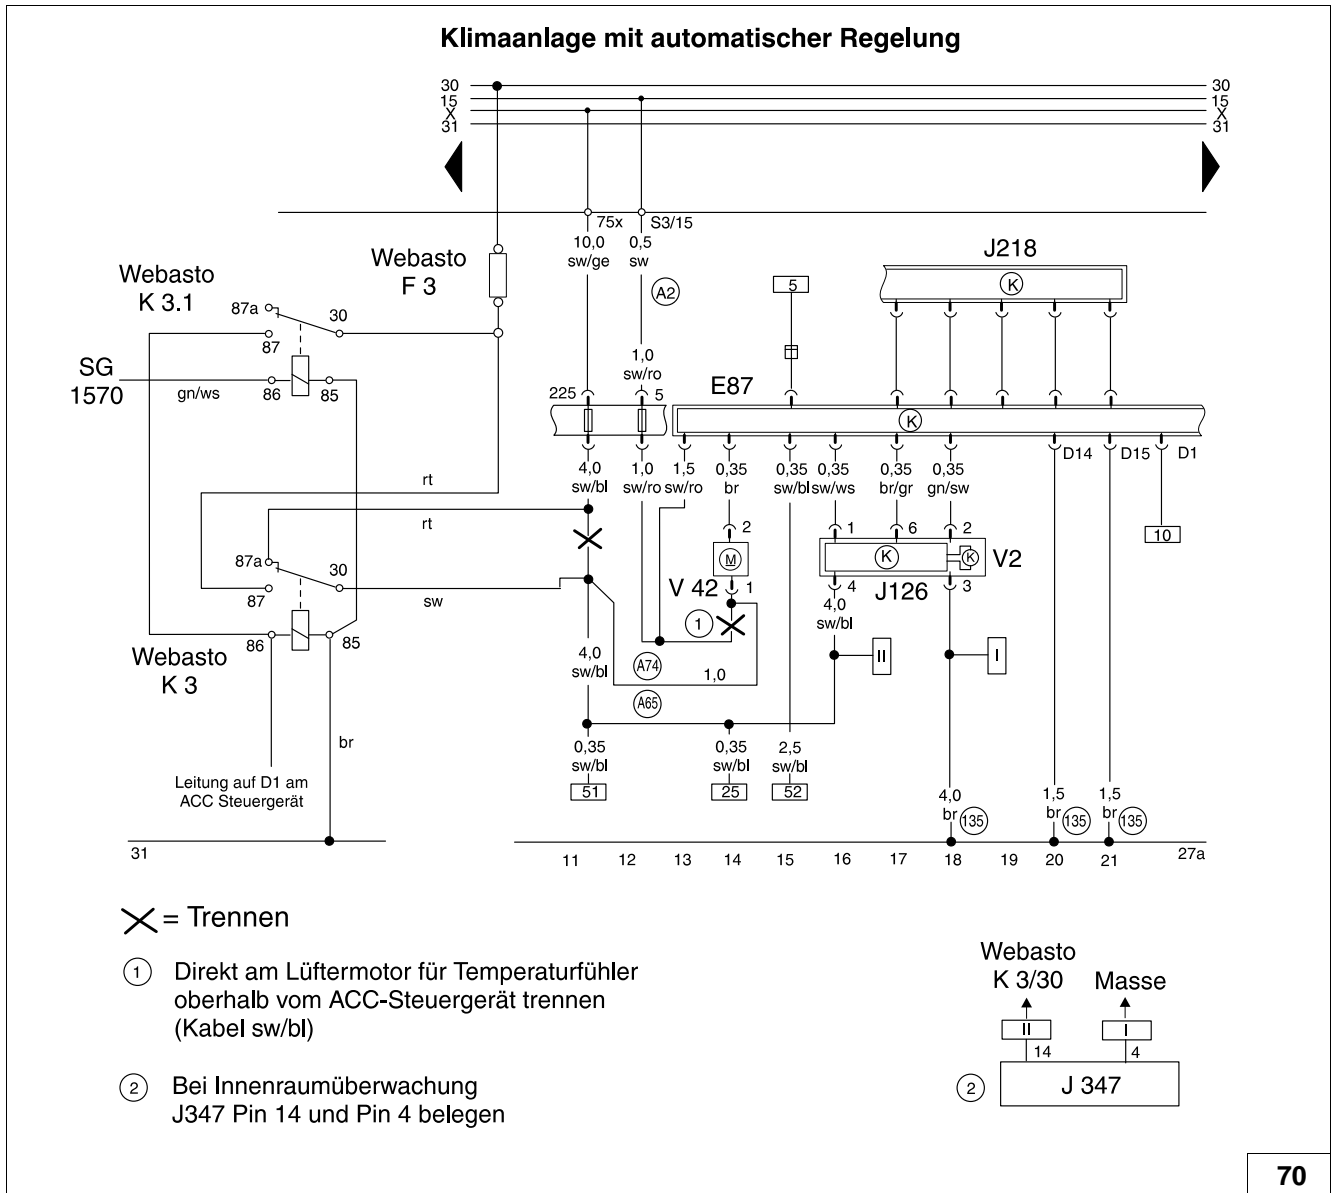 Klimaanlage mit automatischer Regelung
30 30
15 15
X X
31 31
75x S3/15
10,0 0,5
sw/ge sw
Webasto
F 3
J218
Webasto
K 3.1
K
A2
5
87a 30
87
1,0
sw/ro
SG
1570
gn/ws
86 85
225 5
E87
K
D14 D15 D1
4,0 1,0 1,5 0,35 0,35 0,35 0,35 0,35
sw/bl sw/ro sw/ro br sw/bl sw/ws br/gr gn/sw
rt
rt
2 1 6 2
10
M
K K
V2
87a 30
87
V 42 1 4 J126 3
sw
1
4,0
sw/bl
86 85
II I
Webasto
K 3
4,0
sw/bl
A74
1,0
A65
br
0,35 0,35 2,5
sw/bl sw/bl sw/bl
51 25 52
Leitung auf D1 am
ACC Steuergerät
4,0 1,5 1,5
br 135 br 135 br 135
31
11 12 13 14 15 16 17 18 19 20 21 27a
= Trennen
1 Direkt am Lüftermotor für Temperaturfühler
oberhalb vom ACC-Steuergerät trennen
(Kabel sw/bl)
2 Bei Innenraumüberwachung
J347 Pin 14 und Pin 4 belegen
Webasto
K 3/30 Masse
II I
14 4
2 J 347
70